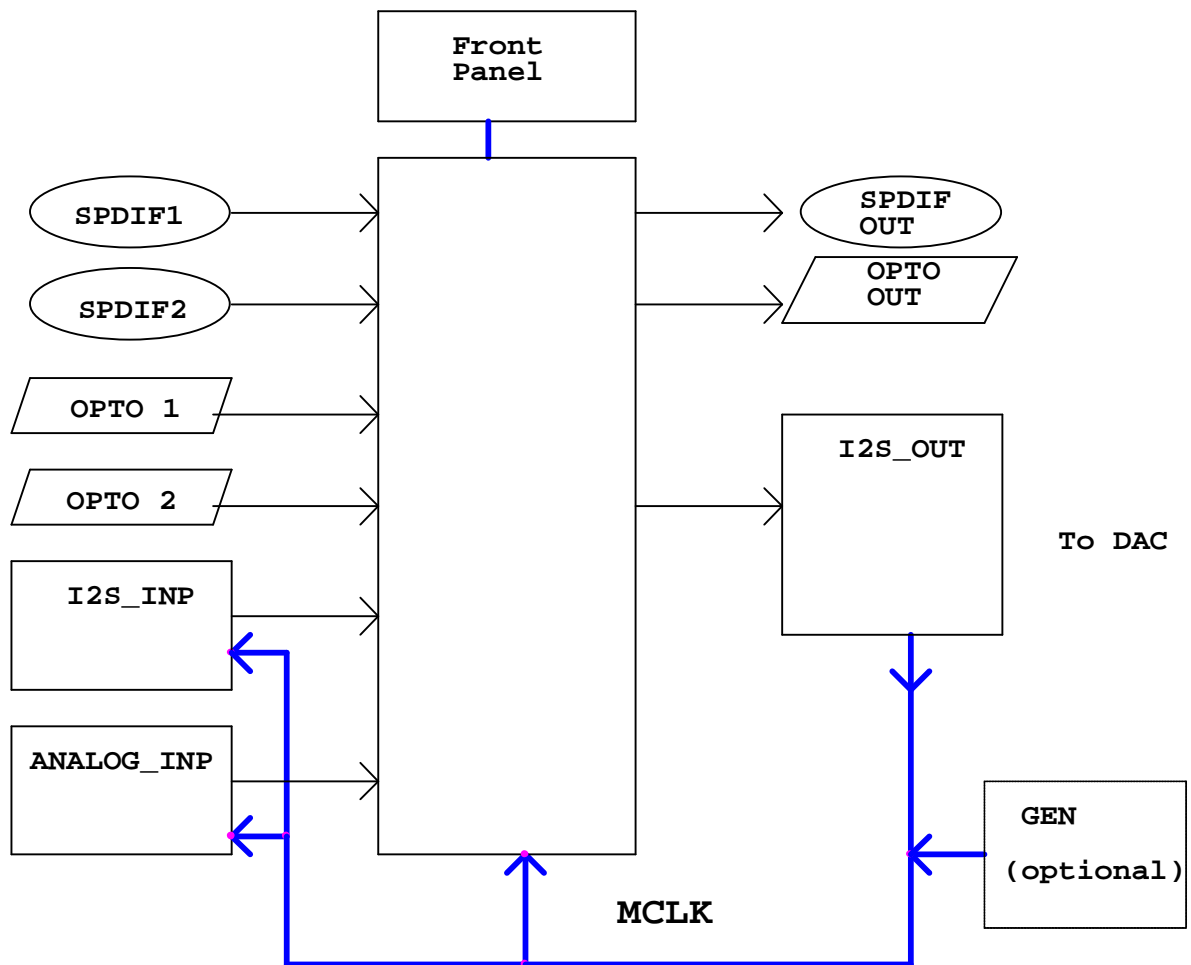 Front
Panel
SPDIF1
SPDIF
OUT
OPTO
OUT
SPDIF2
OPTO 1
I2S_OUT
OPTO 2
To DAC
I2S_INP
ANALOG_INP
GEN
(optional)
MCLK